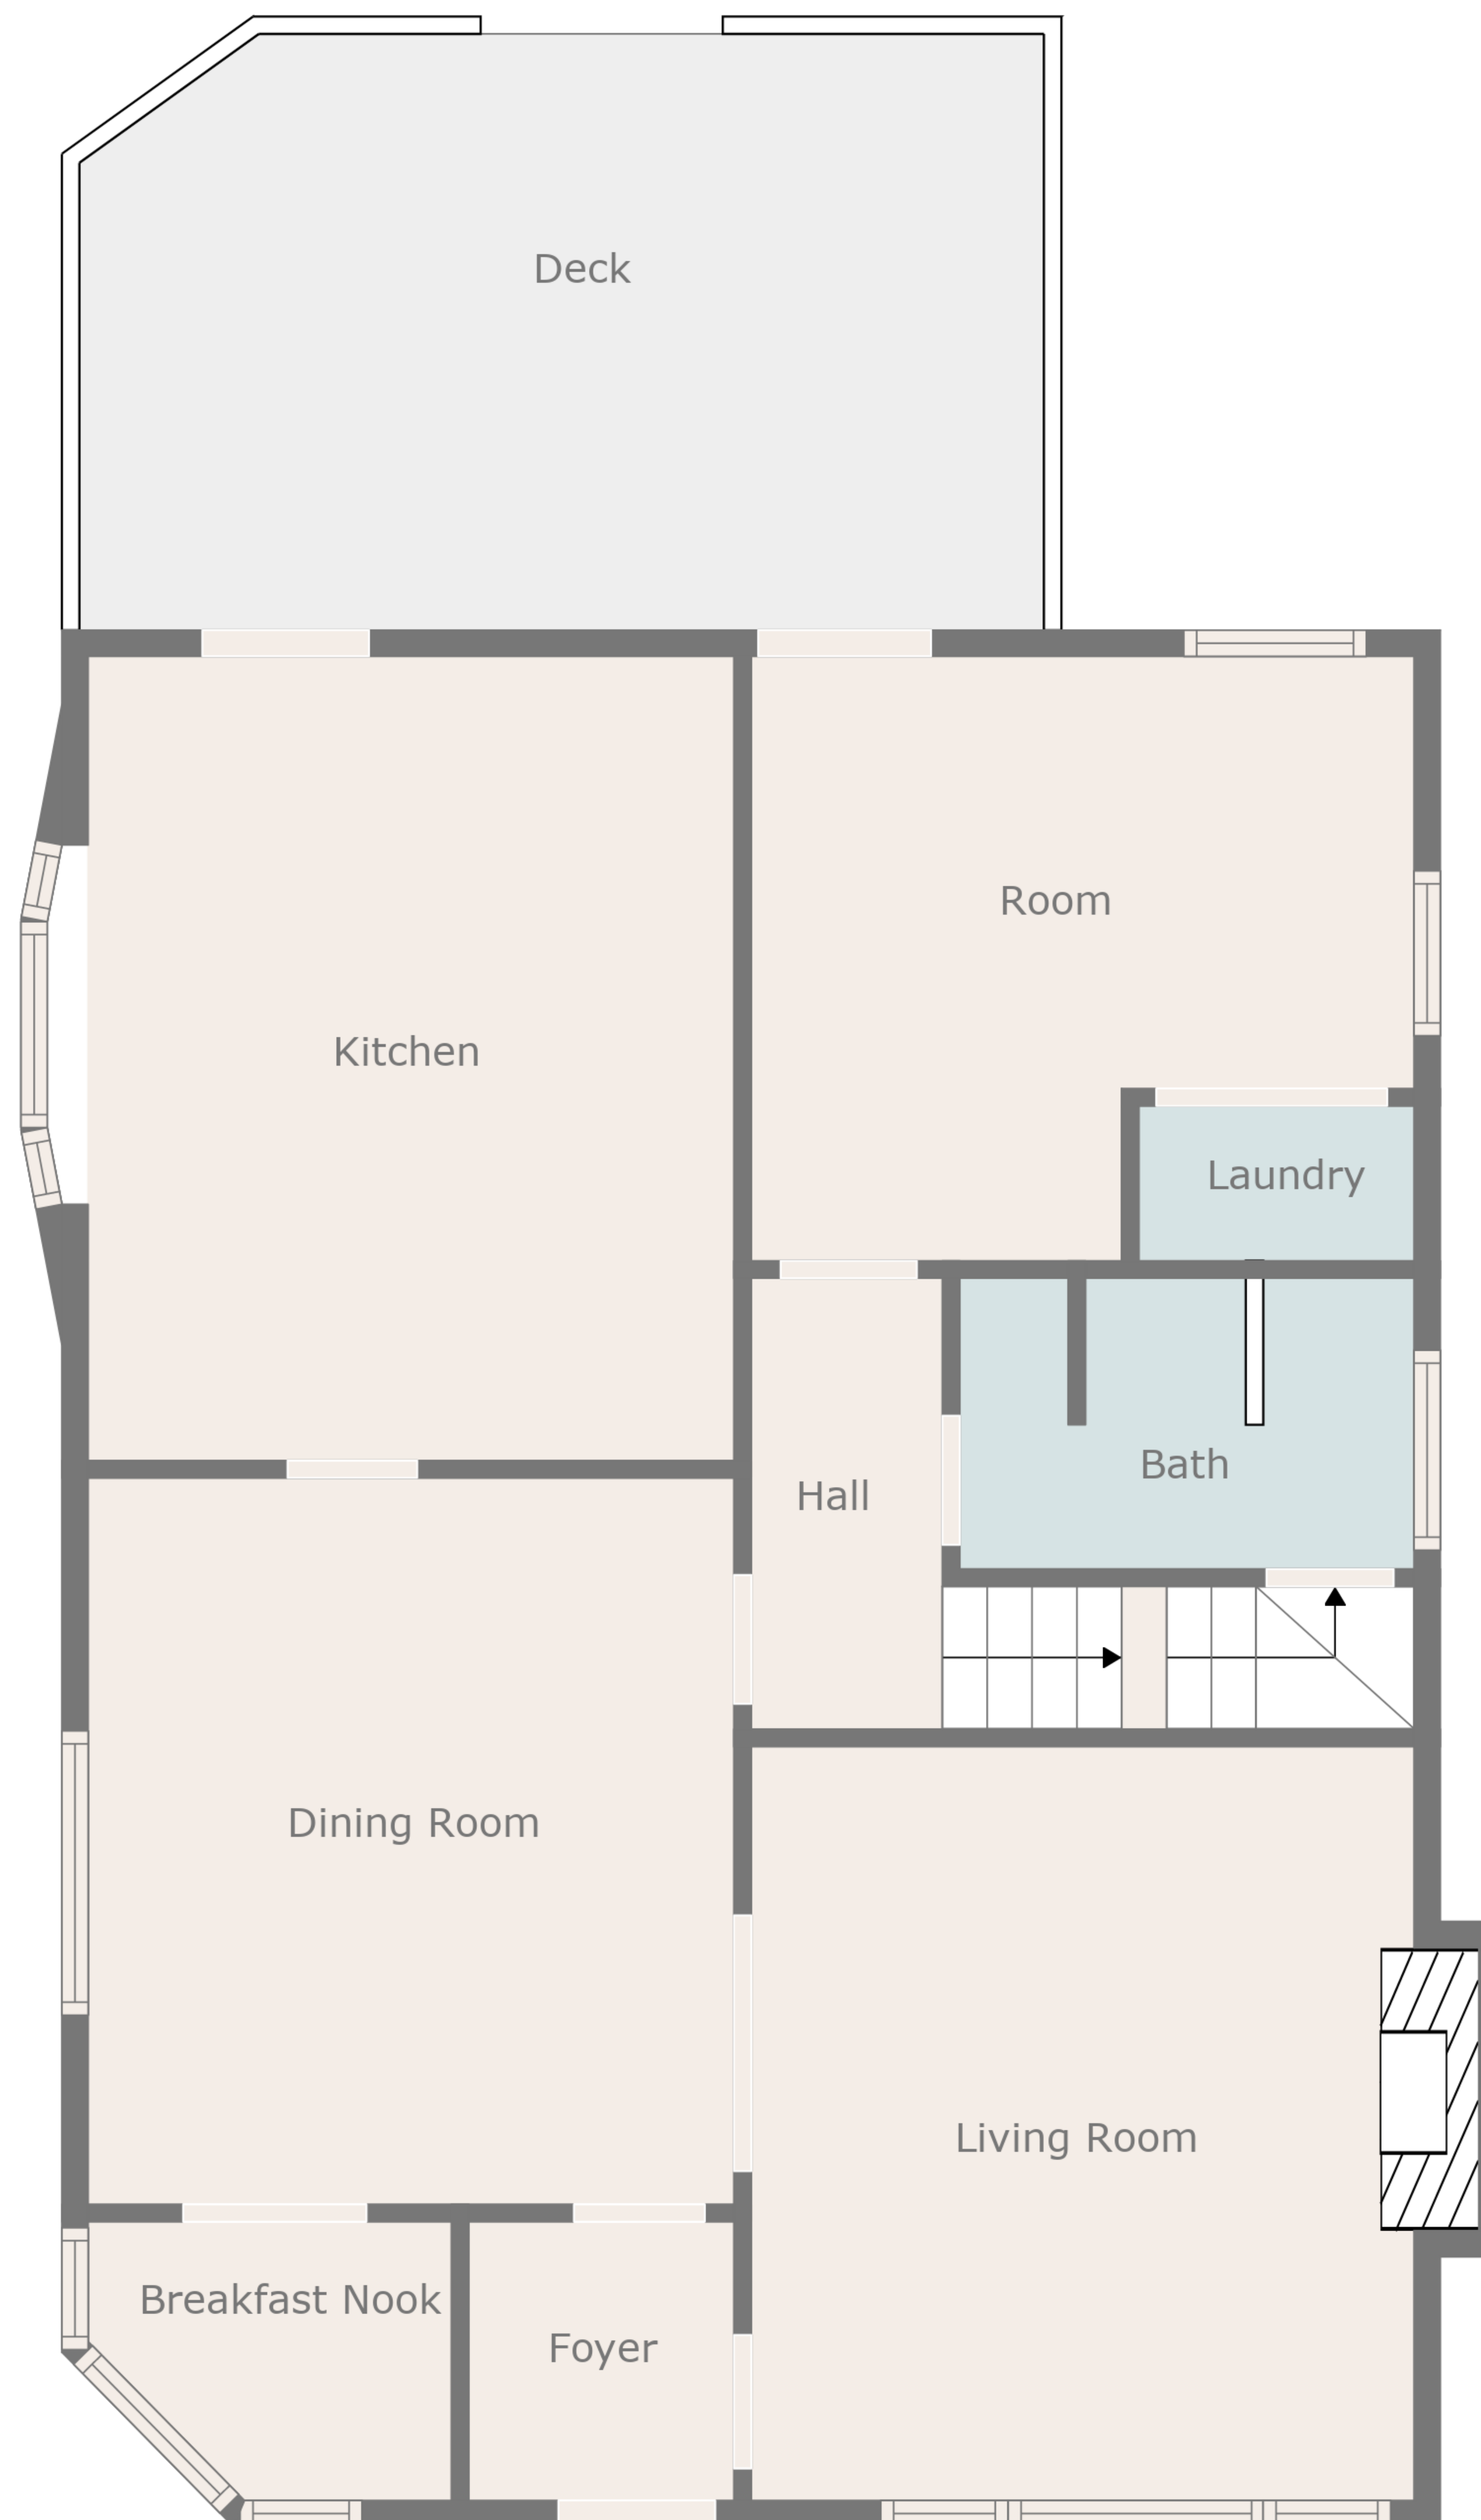 Deck
Room
Kitchen
Laundry
Bath
Hall
Dining Room
Living Room
Breakfast Nook
Foyer